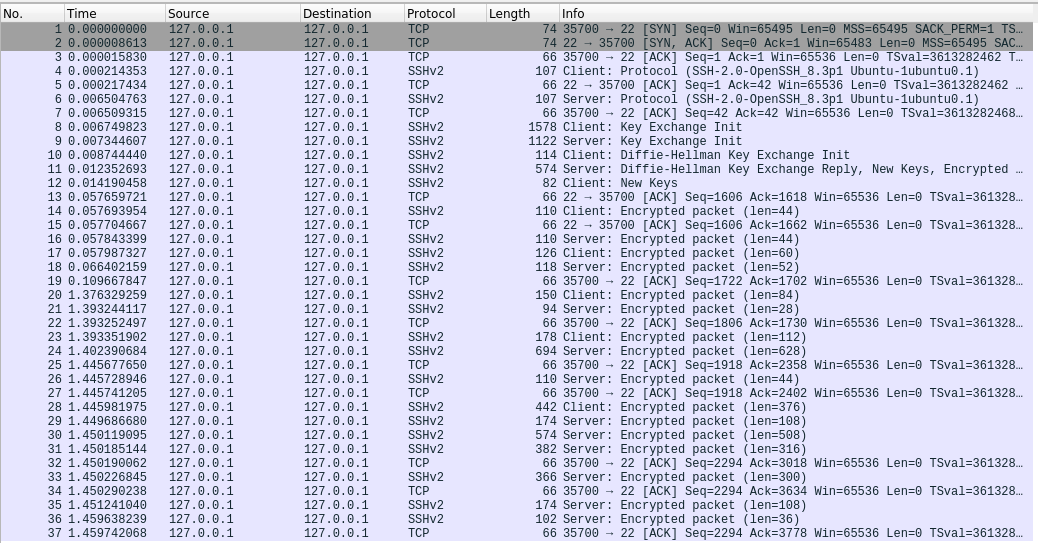 No. Time Source Destination Protocol Length Info
1 0.000000000 127.0.0.1 127.0.0.1 TCP 74 35700 → 22 [SYN] Seq=0 Win=65495 Len=0 MSS=65495 SACK_PERM=1 TS…
2 0.000008613 127.0.0.1 127.0.0.1 TCP 74 22 → 35700 [SYN, ACK] Seq=0 Ack=1 Win=65483 Len=0 MSS=65495 SAC…
3 0.000015830 127.0.0.1 127.0.0.1 TCP 66 35700 → 22 [ACK] Seq=1 Ack=1 Win=65536 Len=0 TSval=3613282462 T…
4 0.000214353 127.0.0.1 127.0.0.1 SSHv2 107 Client: Protocol (SSH-2.0-OpenSSH_8.3p1 Ubuntu-1ubuntu0.1)
5 0.000217434 127.0.0.1 127.0.0.1 TCP 66 22 → 35700 [ACK] Seq=1 Ack=42 Win=65536 Len=0 TSval=3613282462 …
6 0.006504763 127.0.0.1 127.0.0.1 SSHv2 107 Server: Protocol (SSH-2.0-OpenSSH_8.3p1 Ubuntu-1ubuntu0.1)
7 0.006509315 127.0.0.1 127.0.0.1 TCP 66 35700 → 22 [ACK] Seq=42 Ack=42 Win=65536 Len=0 TSval=3613282468…
8 0.006749823 127.0.0.1 127.0.0.1 SSHv2 1578 Client: Key Exchange Init
9 0.007344607 127.0.0.1 127.0.0.1 SSHv2 1122 Server: Key Exchange Init
10 0.008744440 127.0.0.1 127.0.0.1 SSHv2 114 Client: Diffie-Hellman Key Exchange Init
11 0.012352693 127.0.0.1 127.0.0.1 SSHv2 574 Server: Diffie-Hellman Key Exchange Reply, New Keys, Encrypted …
12 0.014190458 127.0.0.1 127.0.0.1 SSHv2 82 Client: New Keys
13 0.057659721 127.0.0.1 127.0.0.1 TCP 66 22 → 35700 [ACK] Seq=1606 Ack=1618 Win=65536 Len=0 TSval=361328…
14 0.057693954 127.0.0.1 127.0.0.1 SSHv2 110 Client: Encrypted packet (len=44)
15 0.057704667 127.0.0.1 127.0.0.1 TCP 66 22 → 35700 [ACK] Seq=1606 Ack=1662 Win=65536 Len=0 TSval=361328…
16 0.057843399 127.0.0.1 127.0.0.1 SSHv2 110 Server: Encrypted packet (len=44)
17 0.057987327 127.0.0.1 127.0.0.1 SSHv2 126 Client: Encrypted packet (len=60)
18 0.066402159 127.0.0.1 127.0.0.1 SSHv2 118 Server: Encrypted packet (len=52)
19 0.109667847 127.0.0.1 127.0.0.1 TCP 66 35700 → 22 [ACK] Seq=1722 Ack=1702 Win=65536 Len=0 TSval=361328…
20 1.376329259 127.0.0.1 127.0.0.1 SSHv2 150 Client: Encrypted packet (len=84)
21 1.393244117 127.0.0.1 127.0.0.1 SSHv2 94 Server: Encrypted packet (len=28)
22 1.393252497 127.0.0.1 127.0.0.1 TCP 66 35700 → 22 [ACK] Seq=1806 Ack=1730 Win=65536 Len=0 TSval=361328…
23 1.393351902 127.0.0.1 127.0.0.1 SSHv2 178 Client: Encrypted packet (len=112)
24 1.402390684 127.0.0.1 127.0.0.1 SSHv2 694 Server: Encrypted packet (len=628)
25 1.445677650 127.0.0.1 127.0.0.1 TCP 66 35700 → 22 [ACK] Seq=1918 Ack=2358 Win=65536 Len=0 TSval=361328…
26 1.445728946 127.0.0.1 127.0.0.1 SSHv2 110 Server: Encrypted packet (len=44)
27 1.445741205 127.0.0.1 127.0.0.1 TCP 66 35700 → 22 [ACK] Seq=1918 Ack=2402 Win=65536 Len=0 TSval=361328…
28 1.445981975 127.0.0.1 127.0.0.1 SSHv2 442 Client: Encrypted packet (len=376)
29 1.449686680 127.0.0.1 127.0.0.1 SSHv2 174 Server: Encrypted packet (len=108)
30 1.450119095 127.0.0.1 127.0.0.1 SSHv2 574 Server: Encrypted packet (len=508)
31 1.450185144 127.0.0.1 127.0.0.1 SSHv2 382 Server: Encrypted packet (len=316)
32 1.450190062 127.0.0.1 127.0.0.1 TCP 66 35700 → 22 [ACK] Seq=2294 Ack=3018 Win=65536 Len=0 TSval=361328…
33 1.450226845 127.0.0.1 127.0.0.1 SSHv2 366 Server: Encrypted packet (len=300)
34 1.450290238 127.0.0.1 127.0.0.1 TCP 66 35700 → 22 [ACK] Seq=2294 Ack=3634 Win=65536 Len=0 TSval=361328…
35 1.451241040 127.0.0.1 127.0.0.1 SSHv2 174 Server: Encrypted packet (len=108)
36 1.459638239 127.0.0.1 127.0.0.1 SSHv2 102 Server: Encrypted packet (len=36)
37 1.459742068 127.0.0.1 127.0.0.1 TCP 66 35700 → 22 [ACK] Seq=2294 Ack=3778 Win=65536 Len=0 TSval=361328…